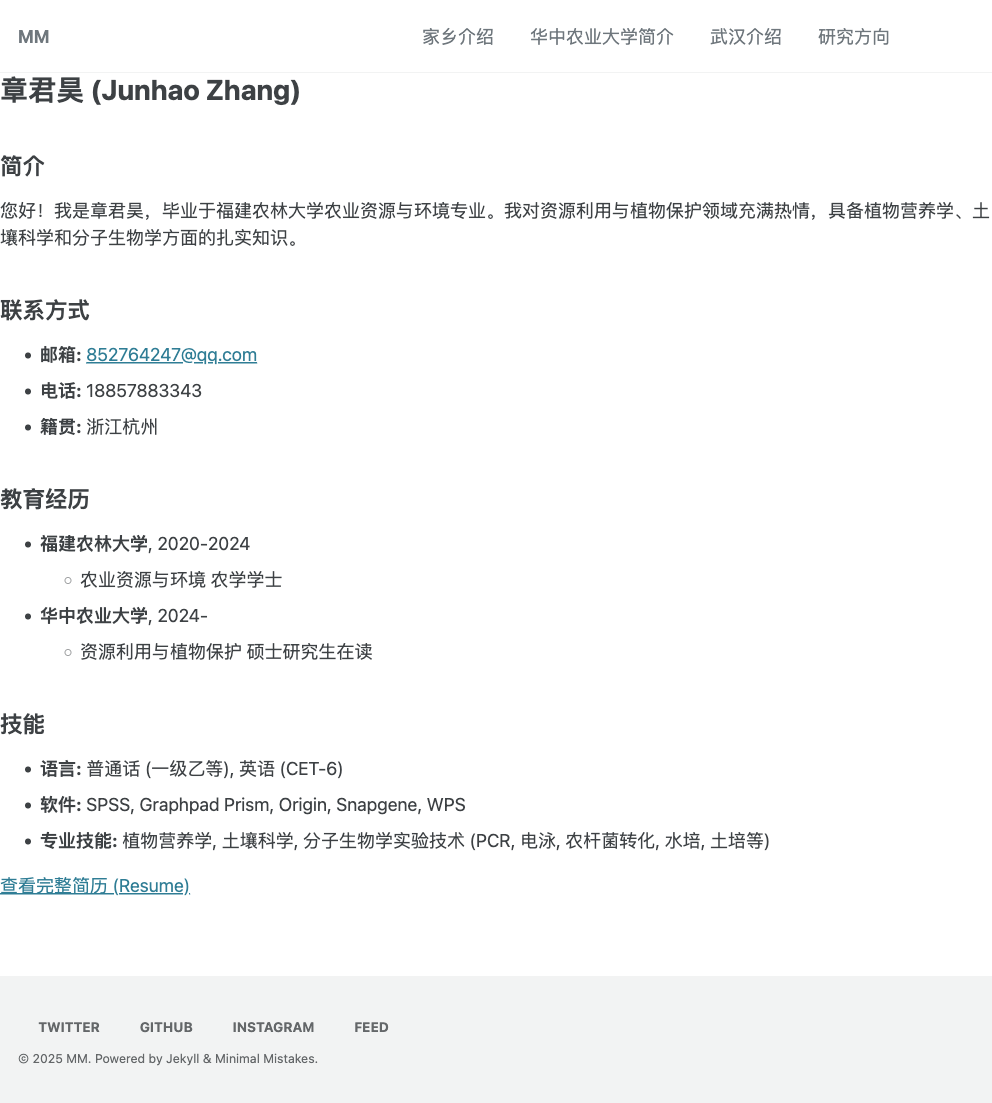 MM
家乡介绍 华中农业大学简介 武汉介绍 研究方向
章君昊 (Junhao Zhang)
简介
您好！我是章君昊，毕业于福建农林大学农业资源与环境专业。我对资源利用与植物保护领域充满热情，具备植物营养学、土
壤科学和分子生物学方面的扎实知识。
联系方式
邮箱: 852764247@qq.com
电话: 18857883343
籍贯: 浙江杭州
教育经历
福建农林大学, 2020-2024
农业资源与环境 农学学士
华中农业大学, 2024-
资源利用与植物保护 硕士研究生在读
技能
语言: 普通话 (一级乙等), 英语 (CET-6)
软件: SPSS, Graphpad Prism, Origin, Snapgene, WPS
专业技能: 植物营养学, 土壤科学, 分子生物学实验技术 (PCR, 电泳, 农杆菌转化, 水培, 土培等)
查看完整简历 (Resume)
TWITTER GITHUB INSTAGRAM FEED
© 2025 MM. Powered by Jekyll & Minimal Mistakes.